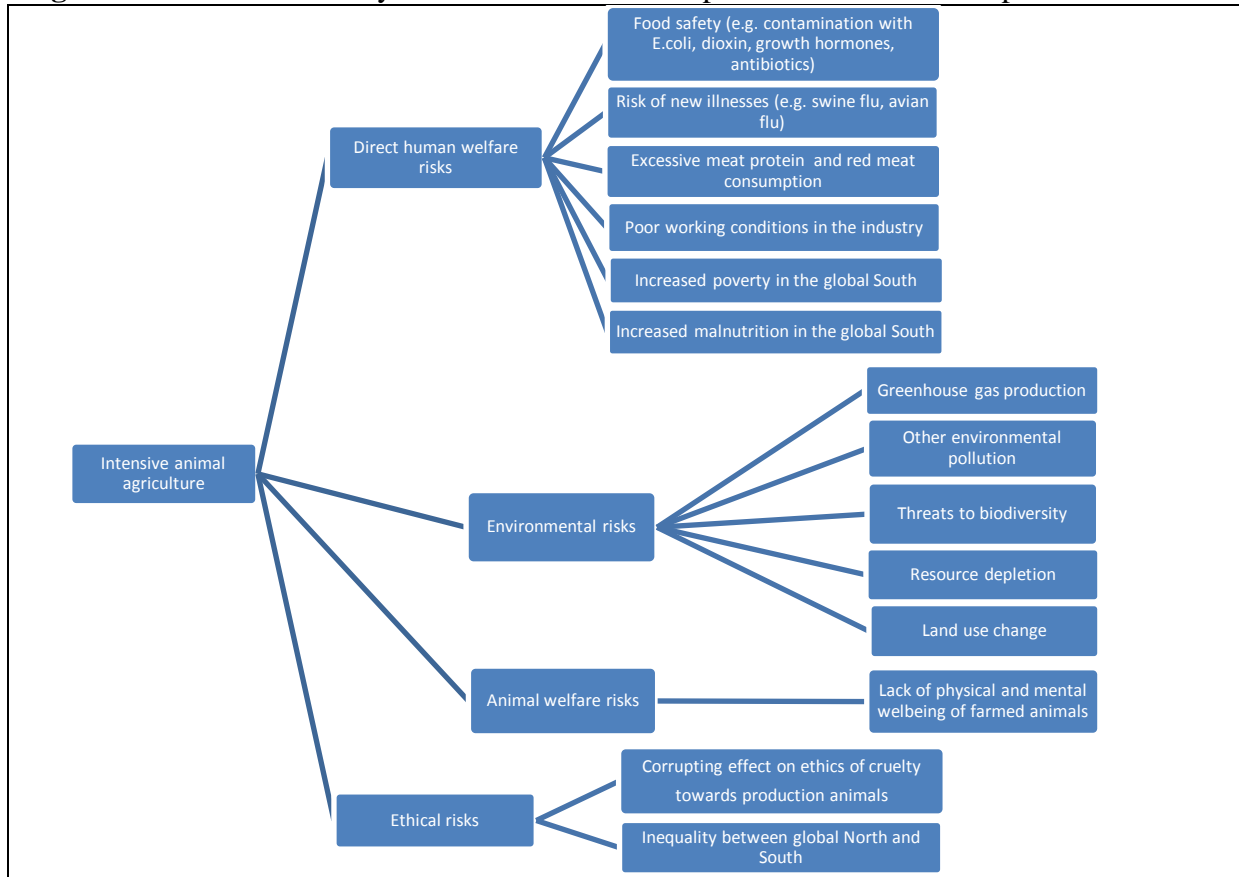 Food safety (e.g. contamination with
E.coli, dioxin, growth hormones,
antibiotics)
Risk of new illnesses (e.g. swine flu, avian
flu)
Direct human welfare
risks
Excessive meat protein and red meat
consumption
Poor working conditions in the industry
Increased poverty in the global South
Increased malnutrition in the global South
Intensive animal
agriculture
Greenhouse gas production
Other environmental
pollution
Environmental risks
Threats to biodiversity
Resource depletion
Land use change
Animal welfare risks
Lack of physical and mental
welbeing of farmed animals
Ethical risks
Corrupting effect on ethics of cruelty
towards production animals
Inequality between global North and
South